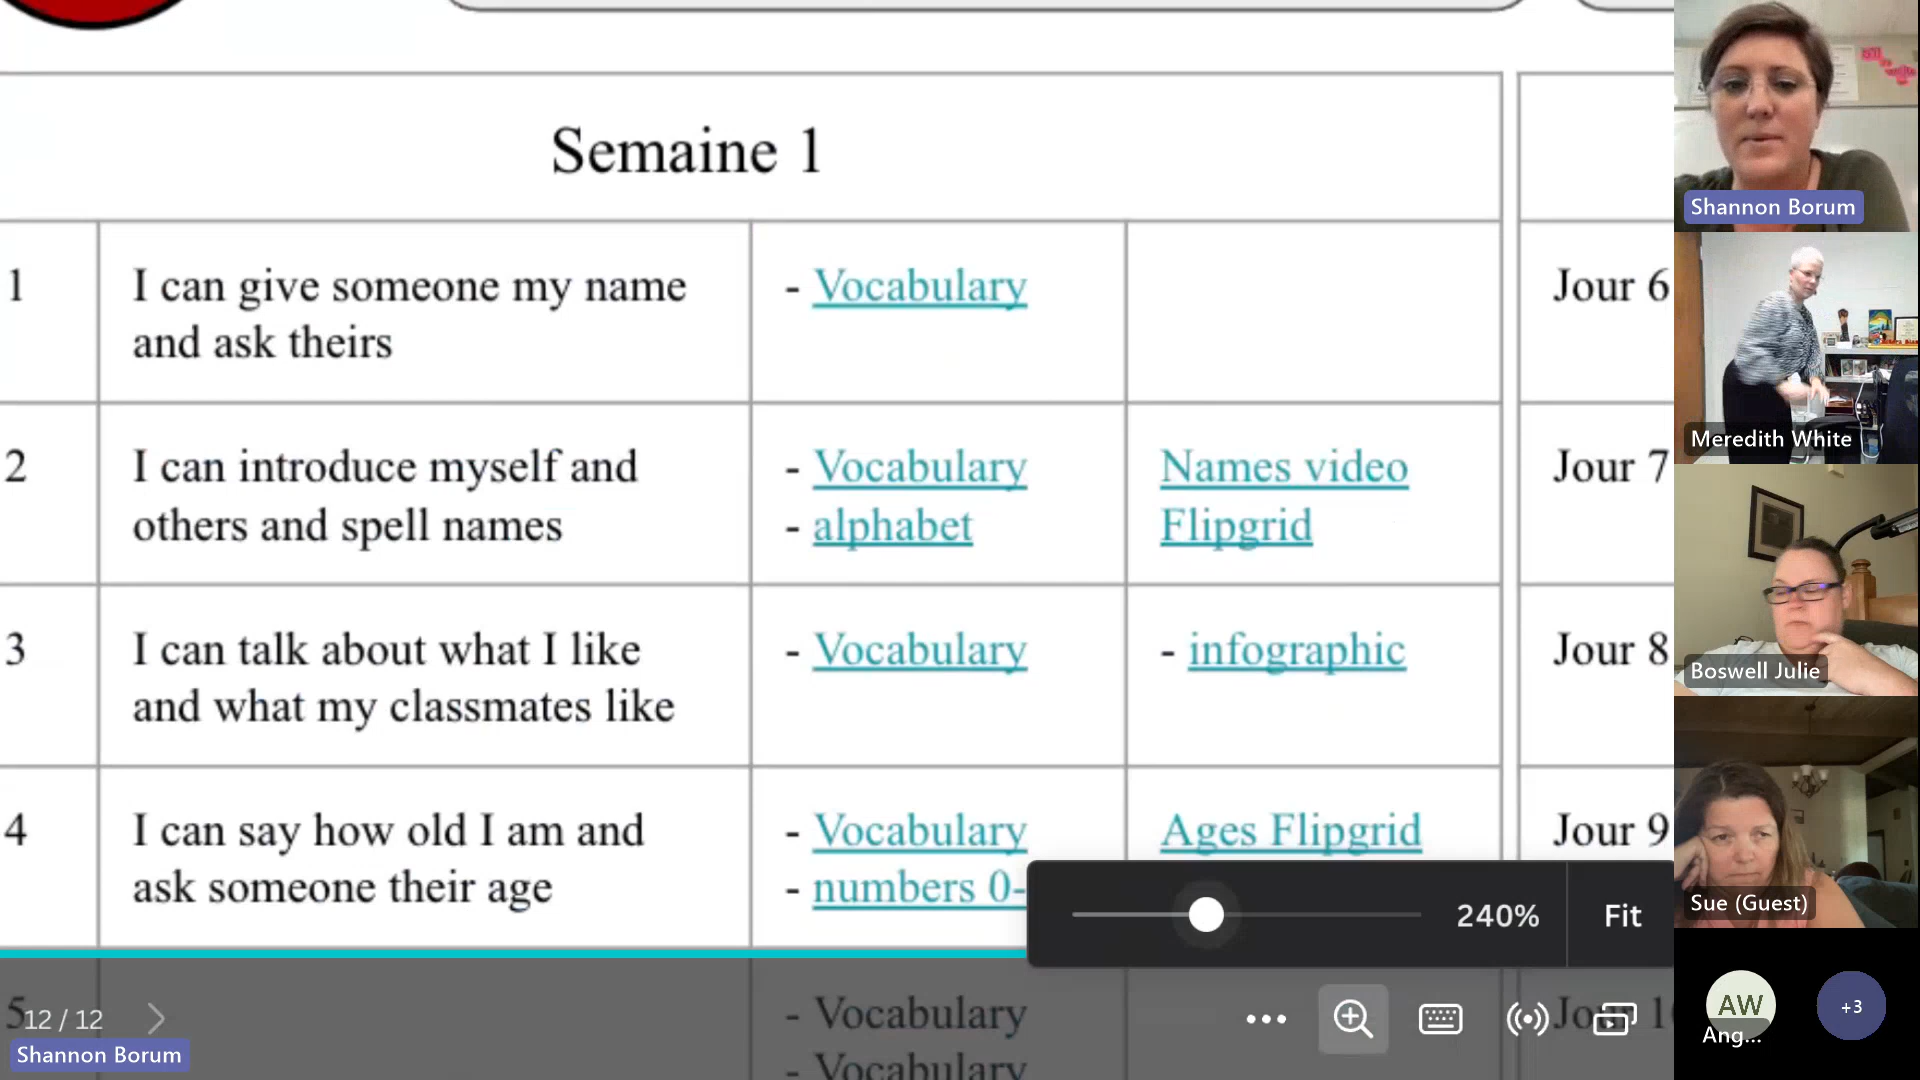 Semaine 1
1
I can give someone my name
and ask theirs
- Vocabulary
Jour 6
2
I can introduce myself and
others and spell names
- Vocabulary
- alphabet
Names video
Flipgrid
Jour 7
3
I can talk about what I like
and what my classmates like
- Vocabulary
- infographic
Jour 8
4
I can say how old I am and
ask someone their age
- Vocabulary
- numbers 0-
Ages Flipgrid
Jour 9
240%
Fit
5
- Vocabulary
- Vocabulary
12 / 12
Shannon Borum
Shannon Borum
Meredith White
Boswell Julie
Sue (Guest)
AW
Ang...
+3